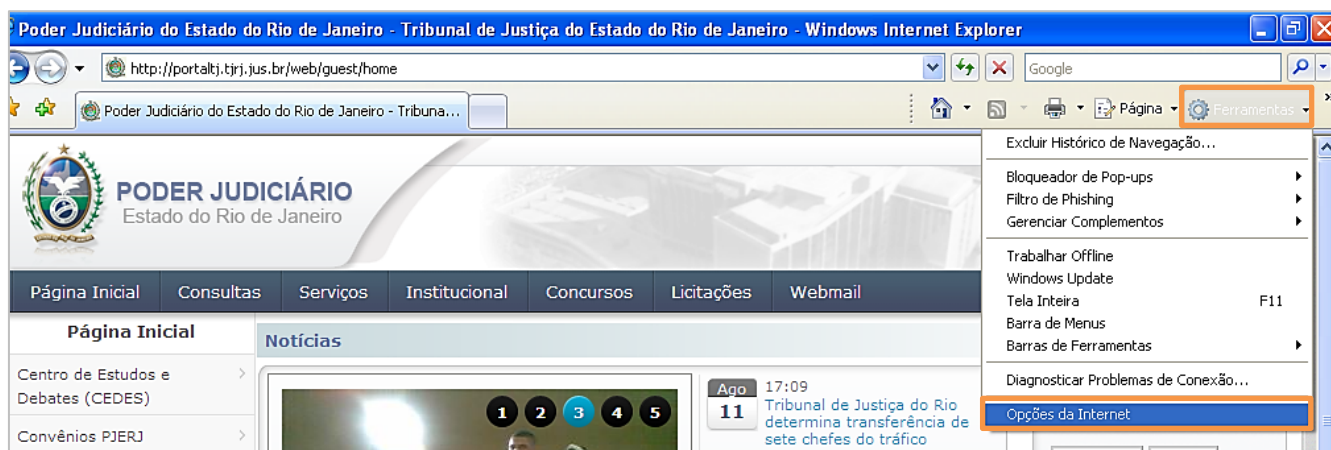 Poder Judiciário do Estado do Rio de Janeiro - Tribunal de Justiça do Estado do Rio de Janeiro - Windows Internet Explorer
http://portaltj.tjrj.jus.br/web/guest/home
Google
Poder Judiciário do Estado do Rio de Janeiro - Tribuna...
Página
Ferramentas
Excluir Histórico de Navegação...
Bloqueador de Pop-ups
Filtro de Phishing
Gerenciar Complementos
Trabalhar Offline
Windows Update
Tela Inteira F11
Barra de Menus
Barras de Ferramentas
Diagnosticar Problemas de Conexão...
Opções da Internet
PODER JUDICIÁRIO
Estado do Rio de Janeiro
Página Inicial Consultas Serviços Institucional Concursos Licitações Webmail
Página Inicial
Centro de Estudos e
Debates (CEDES)
Convênios PJERJ
Notícias
1 2 3 4 5
Ago
11
17:09
Tribunal de Justiça do Rio
determina transferência de
sete chefes do tráfico